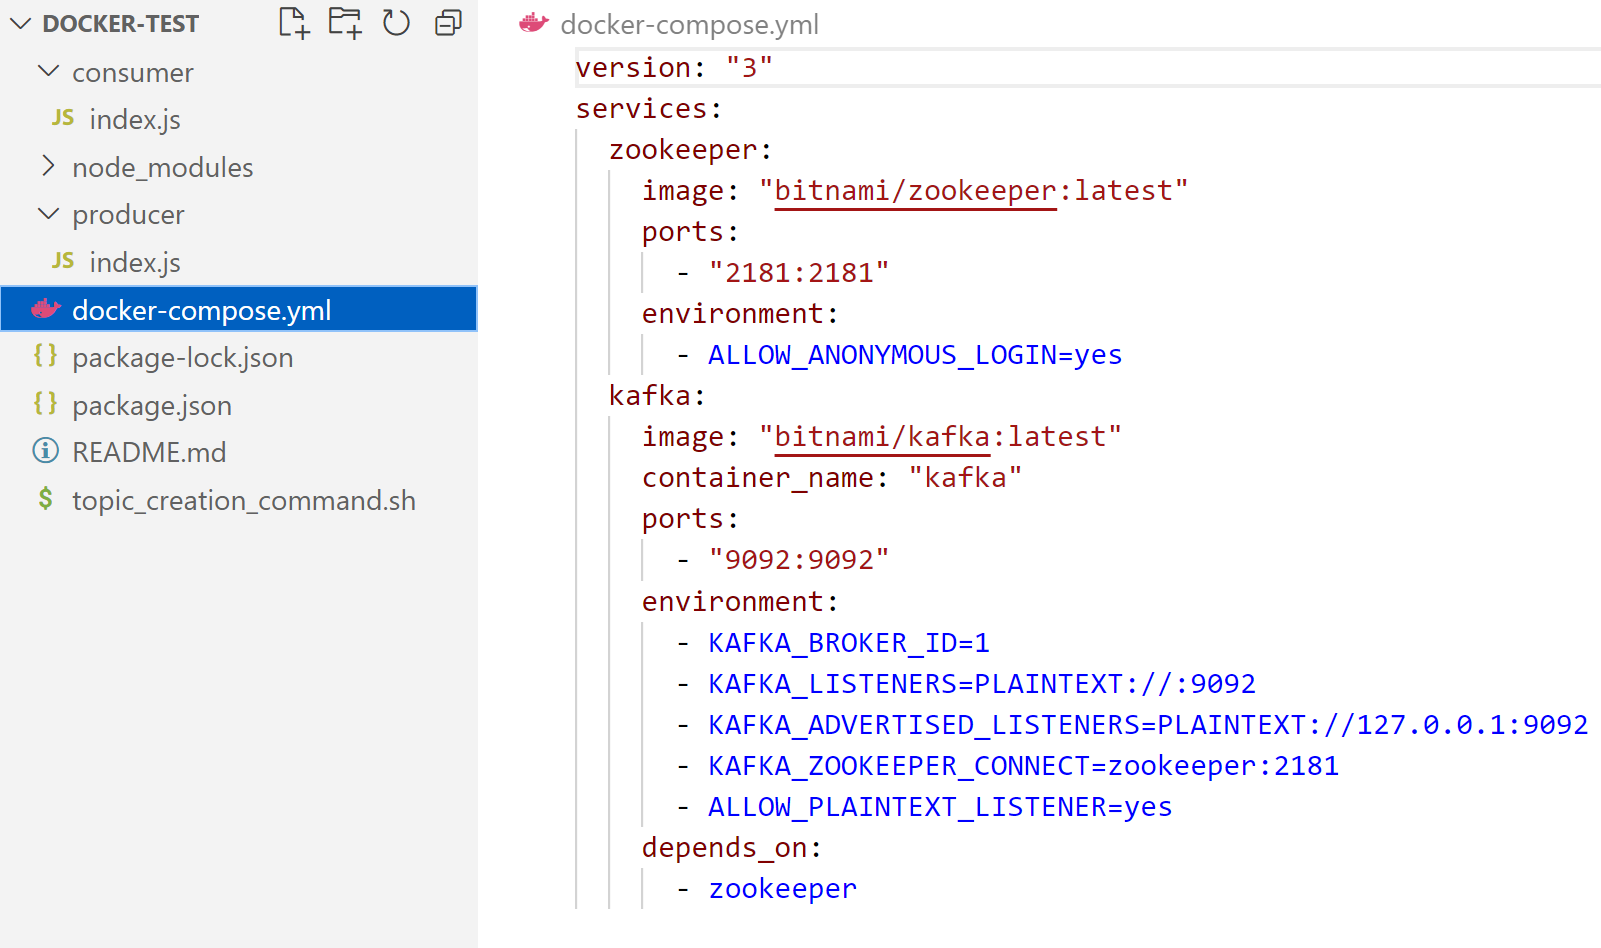 DOCKER-TEST
consumer
JS index.js
node_modules
producer
JS index.js
docker-compose.yml
{} package-lock.json
{} package.json
README.md
$ topic_creation_command.sh
docker-compose.yml
version: "3"
services:
zookeeper:
image: "bitnami/zookeeper:latest"
ports:
- "2181:2181"
environment:
- ALLOW_ANONYMOUS_LOGIN=yes
kafka:
image: "bitnami/kafka:latest"
container_name: "kafka"
ports:
- "9092:9092"
environment:
- KAFKA_BROKER_ID=1
- KAFKA_LISTENERS=PLAINTEXT://:9092
- KAFKA_ADVERTISED_LISTENERS=PLAINTEXT://127.0.0.1:9092
- KAFKA_ZOOKEEPER_CONNECT=zookeeper:2181
- ALLOW_PLAINTEXT_LISTENER=yes
depends_on:
- zookeeper